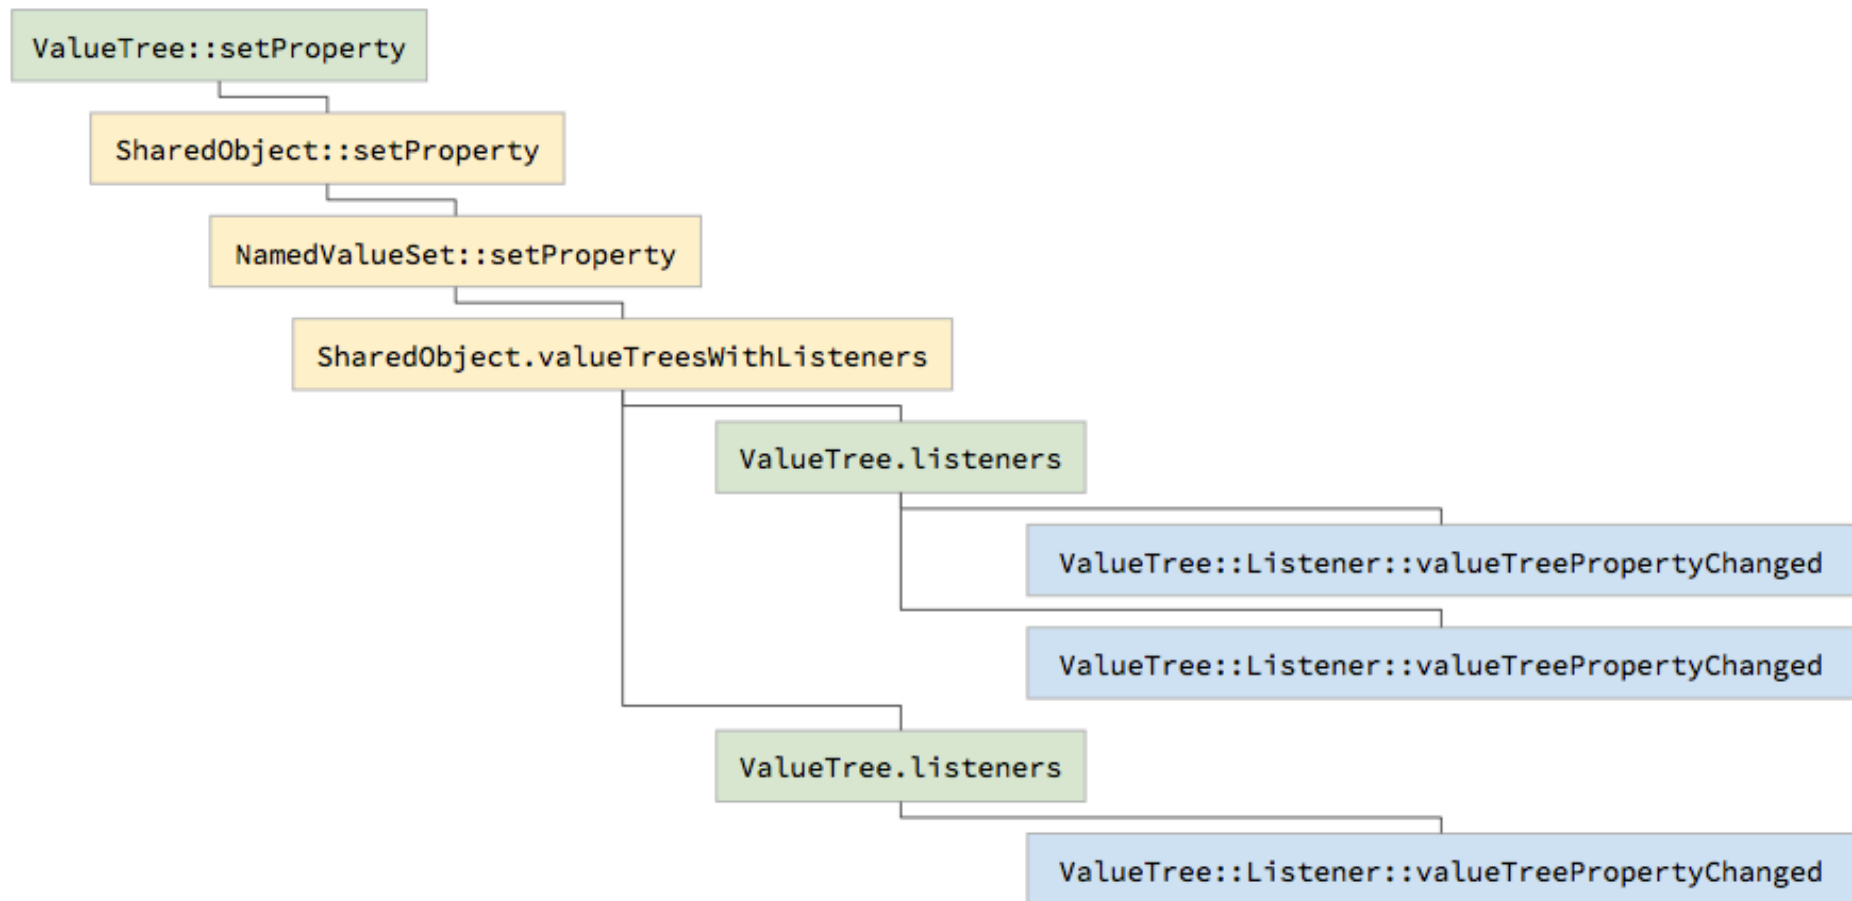 ValueTree::setProperty
SharedObject::setProperty
NamedValueSet::setProperty
SharedObject.valueTreesWithListeners
ValueTree.listeners
ValueTree::Listener::valueTreePropertyChanged
ValueTree::Listener::valueTreePropertyChanged
ValueTree.listeners
ValueTree::Listener::valueTreePropertyChanged